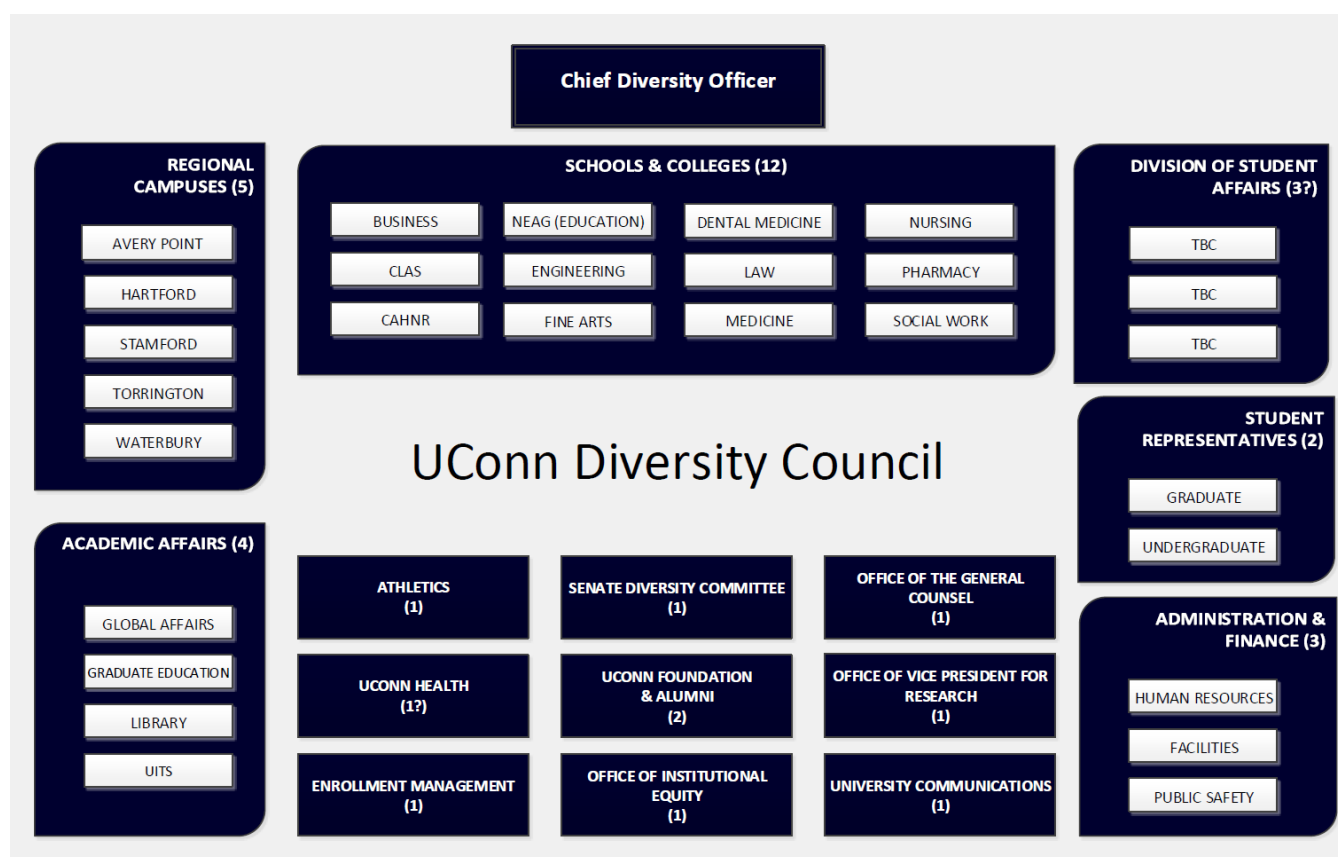 Chief Diversity Officer
REGIONAL
CAMPUSES (5)
AVERY POINT
HARTFORD
STAMFORD
TORRINGTON
WATERBURY
SCHOOLS & COLLEGES (12)
BUSINESS
NEAG (EDUCATION)
DENTAL MEDICINE
NURSING
CLAS
ENGINEERING
LAW
PHARMACY
CAHNR
FINE ARTS
MEDICINE
SOCIAL WORK
DIVISION OF STUDENT
AFFAIRS (3?)
TBC
TBC
TBC
UConn Diversity Council
STUDENT
REPRESENTATIVES (2)
GRADUATE
UNDERGRADUATE
ACADEMIC AFFAIRS (4)
GLOBAL AFFAIRS
GRADUATE EDUCATION
LIBRARY
UITS
ATHLETICS
(1)
SENATE DIVERSITY COMMITTEE
(1)
OFFICE OF THE GENERAL
COUNSEL
(1)
UCONN HEALTH
(1?)
UCONN FOUNDATION
& ALUMNI
(2)
OFFICE OF VICE PRESIDENT FOR
RESEARCH
(1)
ENROLLMENT MANAGEMENT
(1)
OFFICE OF INSTITUTIONAL
EQUITY
(1)
UNIVERSITY COMMUNICATIONS
(1)
ADMINISTRATION &
FINANCE (3)
HUMAN RESOURCES
FACILITIES
PUBLIC SAFETY